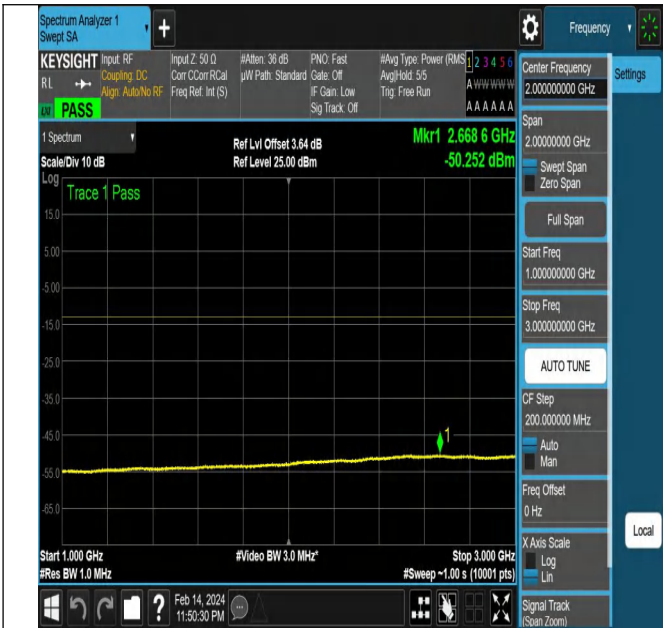 Spectrum Analyzer 1
Swept SA
Frequency
KEYSIGHT
RL
PASS
Input: RF
Coupling: DC
Align: Auto/No RF
Input Z: 50 Ω
Corr CCorr RCal
Freq Ref: Int (S)
#Atten: 36 dB
µW Path: Standard
PNO: Fast
Gate: Off
IF Gain: Low
Sig Track: Off
#Avg Type: Power (RMS
Avg|Hold: 5/5
Trig: Free Run
1 2 3 4 5 6
A W W W W W
A A A A A A
1 Spectrum
Scale/Div 10 dB
Log
Ref Lvl Offset 3.64 dB
Ref Level 25.00 dBm
Mkr1 2.668 6 GHz
-50.252 dBm
Trace 1 Pass
15.0
5.00
-5.00
-15.0
-25.0
-35.0
-45.0
-55.0
-65.0
1
Start 1.000 GHz
#Res BW 1.0 MHz
#Video BW 3.0 MHz*
Stop 3.000 GHz
#Sweep ~1.00 s (10001 pts)
Feb 14, 2024
11:50:30 PM
Center Frequency
2.000000000 GHz
Settings
Span
2.00000000 GHz
Swept Span
Zero Span
Full Span
Start Freq
1.000000000 GHz
Stop Freq
3.000000000 GHz
AUTO TUNE
CF Step
200.000000 MHz
Auto
Man
Freq Offset
0 Hz
X Axis Scale
Log
Lin
Local
Signal Track
(Span Zoom)